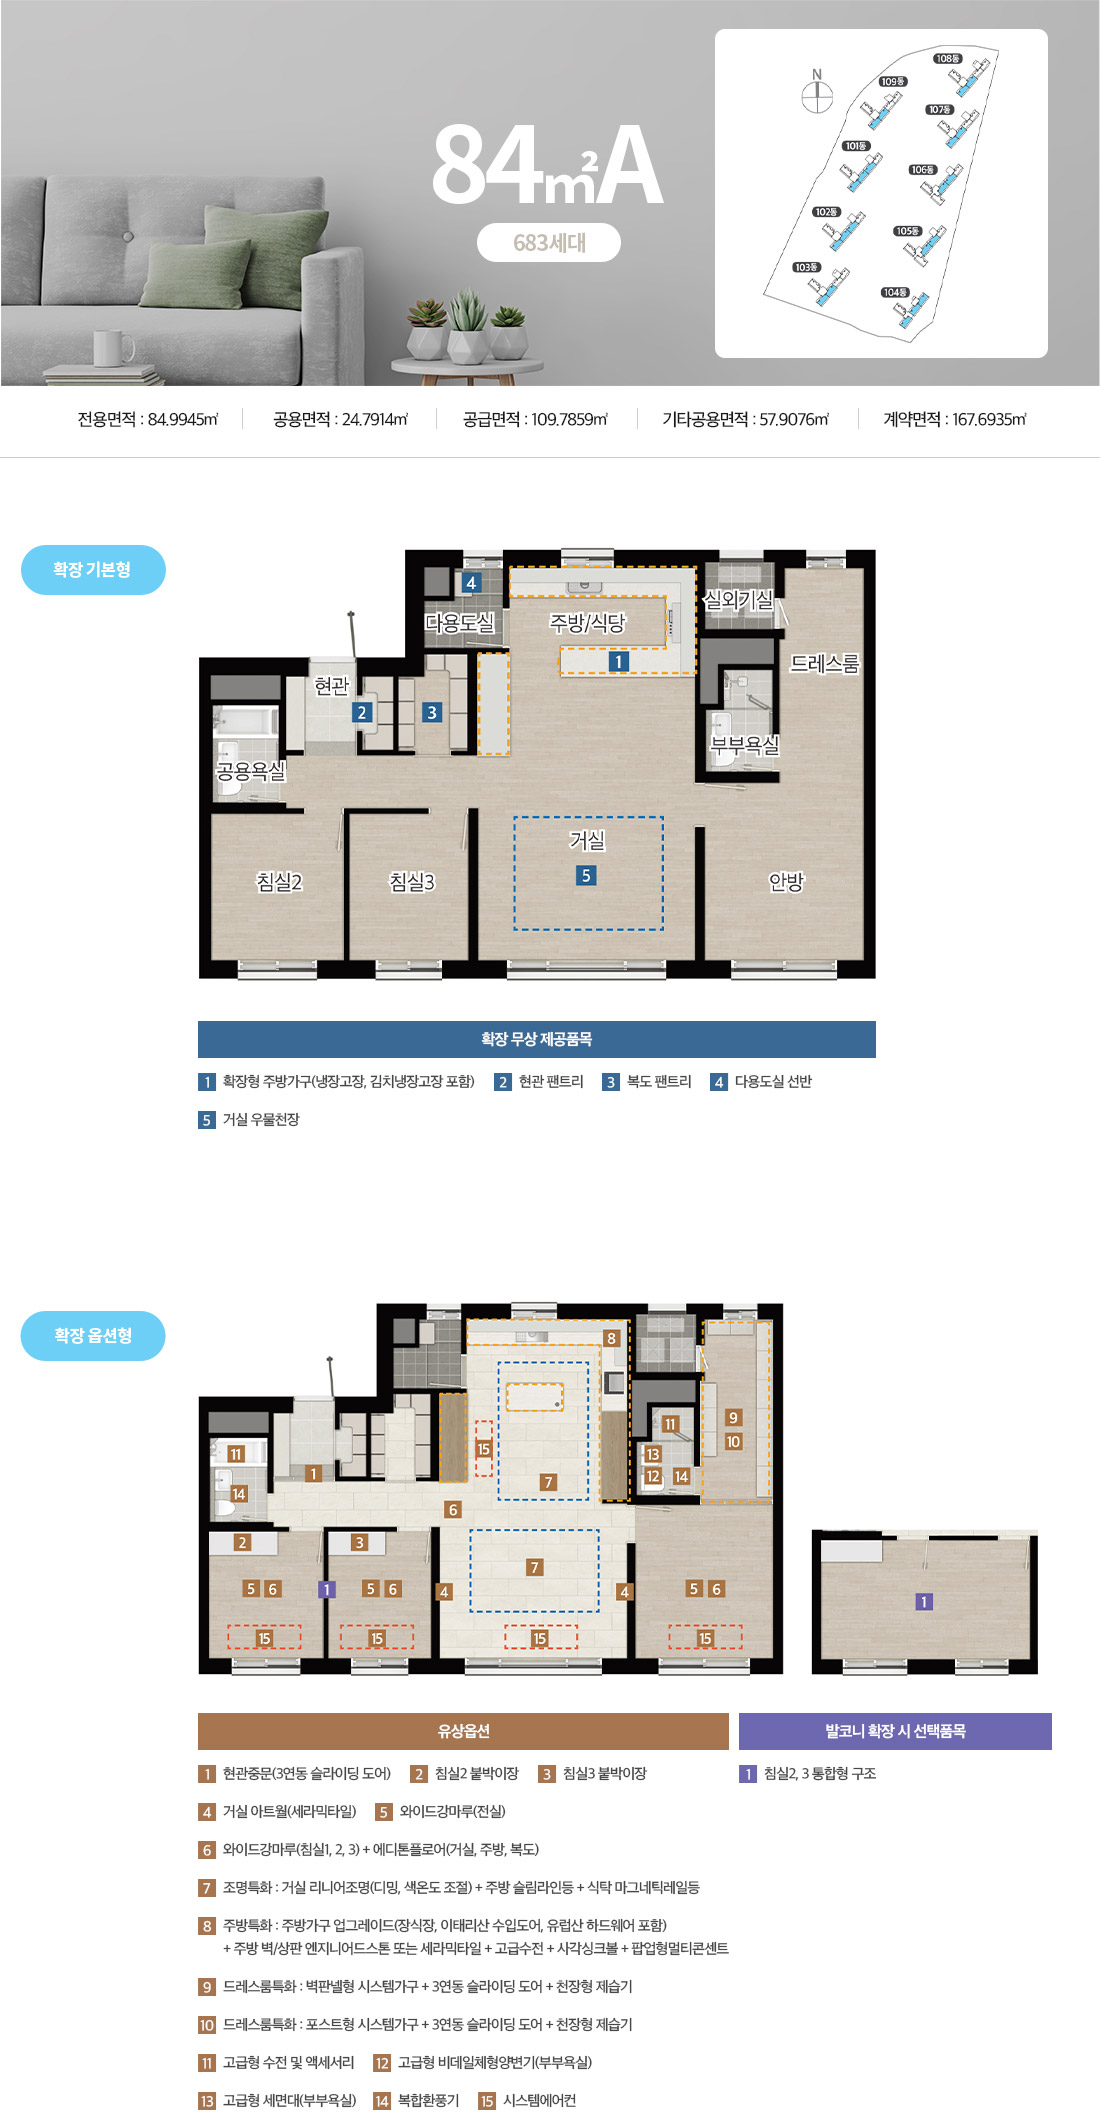 84㎡A
683세대
N
108동
109동
107동
101동
106동
102동
105동
103동
104동
전용면적 : 84.9945㎡
공용면적 : 24.7914㎡
공급면적 : 109.7859㎡
기타공용면적 : 57.9076㎡
계약면적 : 167.6935㎡
확장 기본형
4
다용도실
주방/식당
1
실외기실
드레스룸
현관
2
3
부부욕실
공용욕실
거실
5
침실2
침실3
안방
확장 무상 제공품목
1 확장형 주방가구(냉장고장, 김치냉장고장 포함) 2 현관 팬트리 3 복도 팬트리 4 다용도실 선반
5 거실 우물천장
확장 옵션형
8
9
10
11
13
12 14
11
14
15
1
7
6
2
3
7
5 6
1
5 6
4
4
5 6
15
15
15
15
1
유상옵션
1 현관중문(3연동 슬라이딩 도어) 2 침실2 붙박이장 3 침실3 붙박이장
4 거실 아트월(세라믹타일) 5 와이드강마루(전실)
6 와이드강마루(침실1, 2, 3) + 에디톤플로어(거실, 주방, 복도)
7 조명특화 : 거실 리니어조명(디밍, 색온도 조절) + 주방 슬림라인등 + 식탁 마그네틱레일등
8 주방특화 : 주방가구 업그레이드(장식장, 이태리산 수입도어, 유럽산 하드웨어 포함)
+ 주방 벽/상판 엔지니어드스톤 또는 세라믹타일 + 고급수전 + 사각싱크볼 + 팝업형멀티콘센트
9 드레스룸특화 : 벽판넬형 시스템가구 + 3연동 슬라이딩 도어 + 천장형 제습기
10 드레스룸특화 : 포스트형 시스템가구 + 3연동 슬라이딩 도어 + 천장형 제습기
11 고급형 수전 및 액세서리 12 고급형 비데일체형양변기(부부욕실)
13 고급형 세면대(부부욕실) 14 복합환풍기 15 시스템에어컨
발코니 확장 시 선택품목
1 침실2, 3 통합형 구조